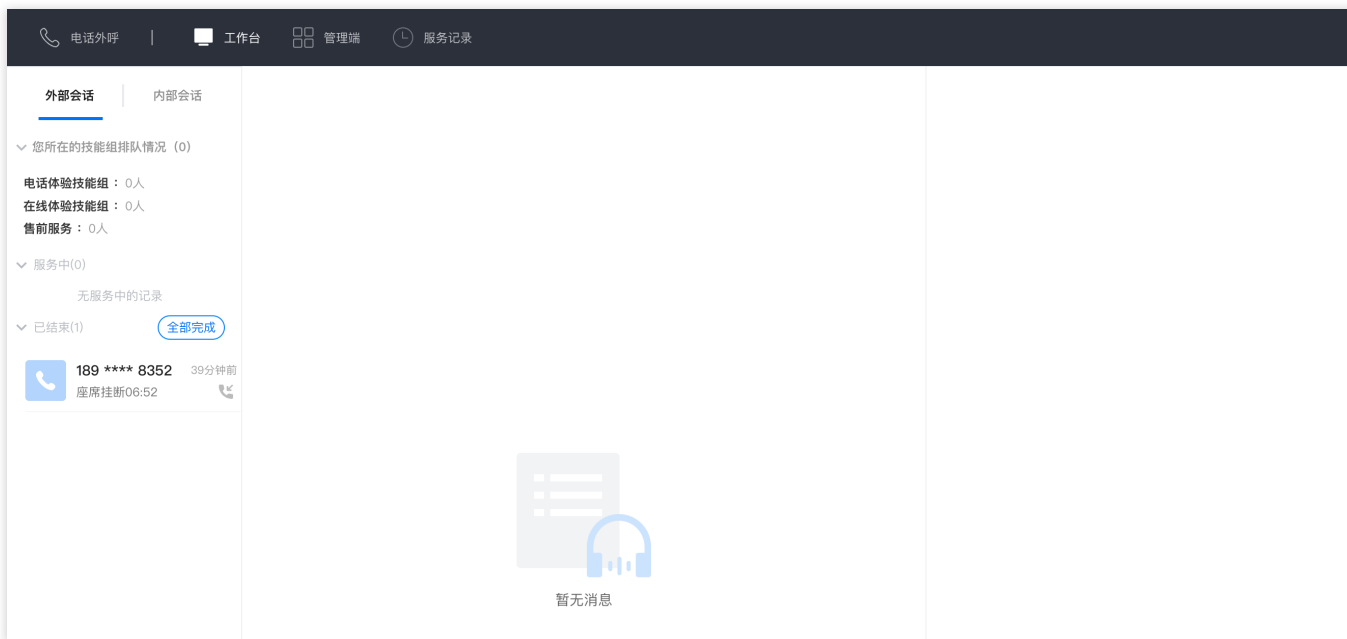 电话外呼 | 工作台 管理端 服务记录
外部会话 内部会话
您所在的技能组排队情况（0）
电话体验技能组： 0人
在线体验技能组： 0人
售前服务： 0人
服务中(0)
无服务中的记录
已结束(1) 全部完成
189 **** 8352 39分钟前
座席挂断06:52
暂无消息